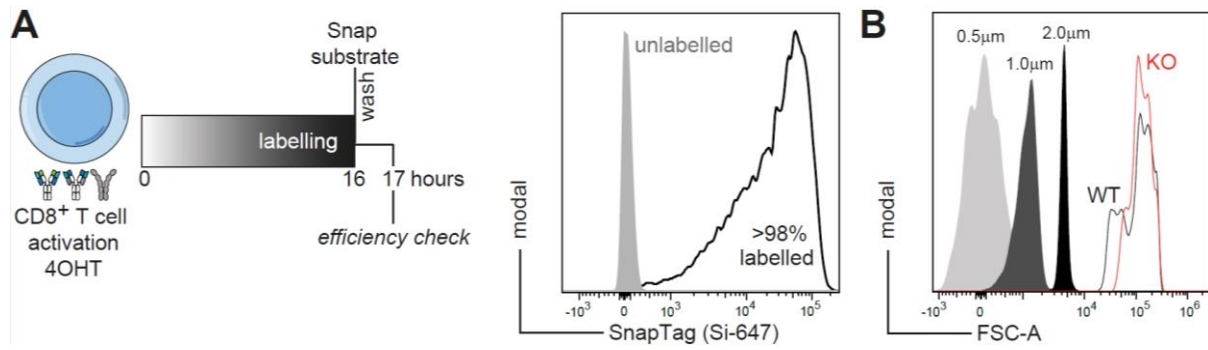 A
Snap
substrate
wash
labelling
0
16
17 hours
CD8+ T cell
activation
4OHT
efficiency check
unlabelled
>98%
labelled
modal
-10³ 0 10³ 10⁴ 10⁵
SnapTag (Si-647)
B
0.5μm
1.0μm
2.0μm
KO
WT
modal
-10³ 0 10³ 10⁴ 10⁵ 10⁶
FSC-A